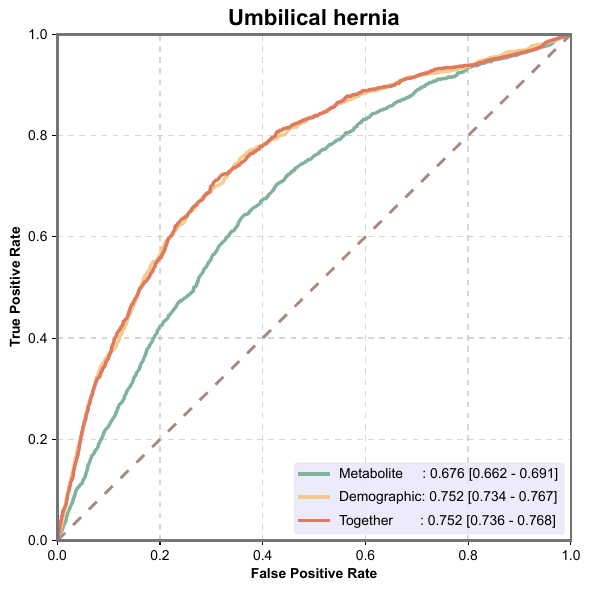 Umbilical hernia
True Positive Rate
1.0
0.8
0.6
0.4
0.2
0.0
Metabolite : 0.676 [0.662 - 0.691]
Demographic: 0.752 [0.734 - 0.767]
Together : 0.752 [0.736 - 0.768]
0.0 0.2 0.4 0.6 0.8 1.0
False Positive Rate